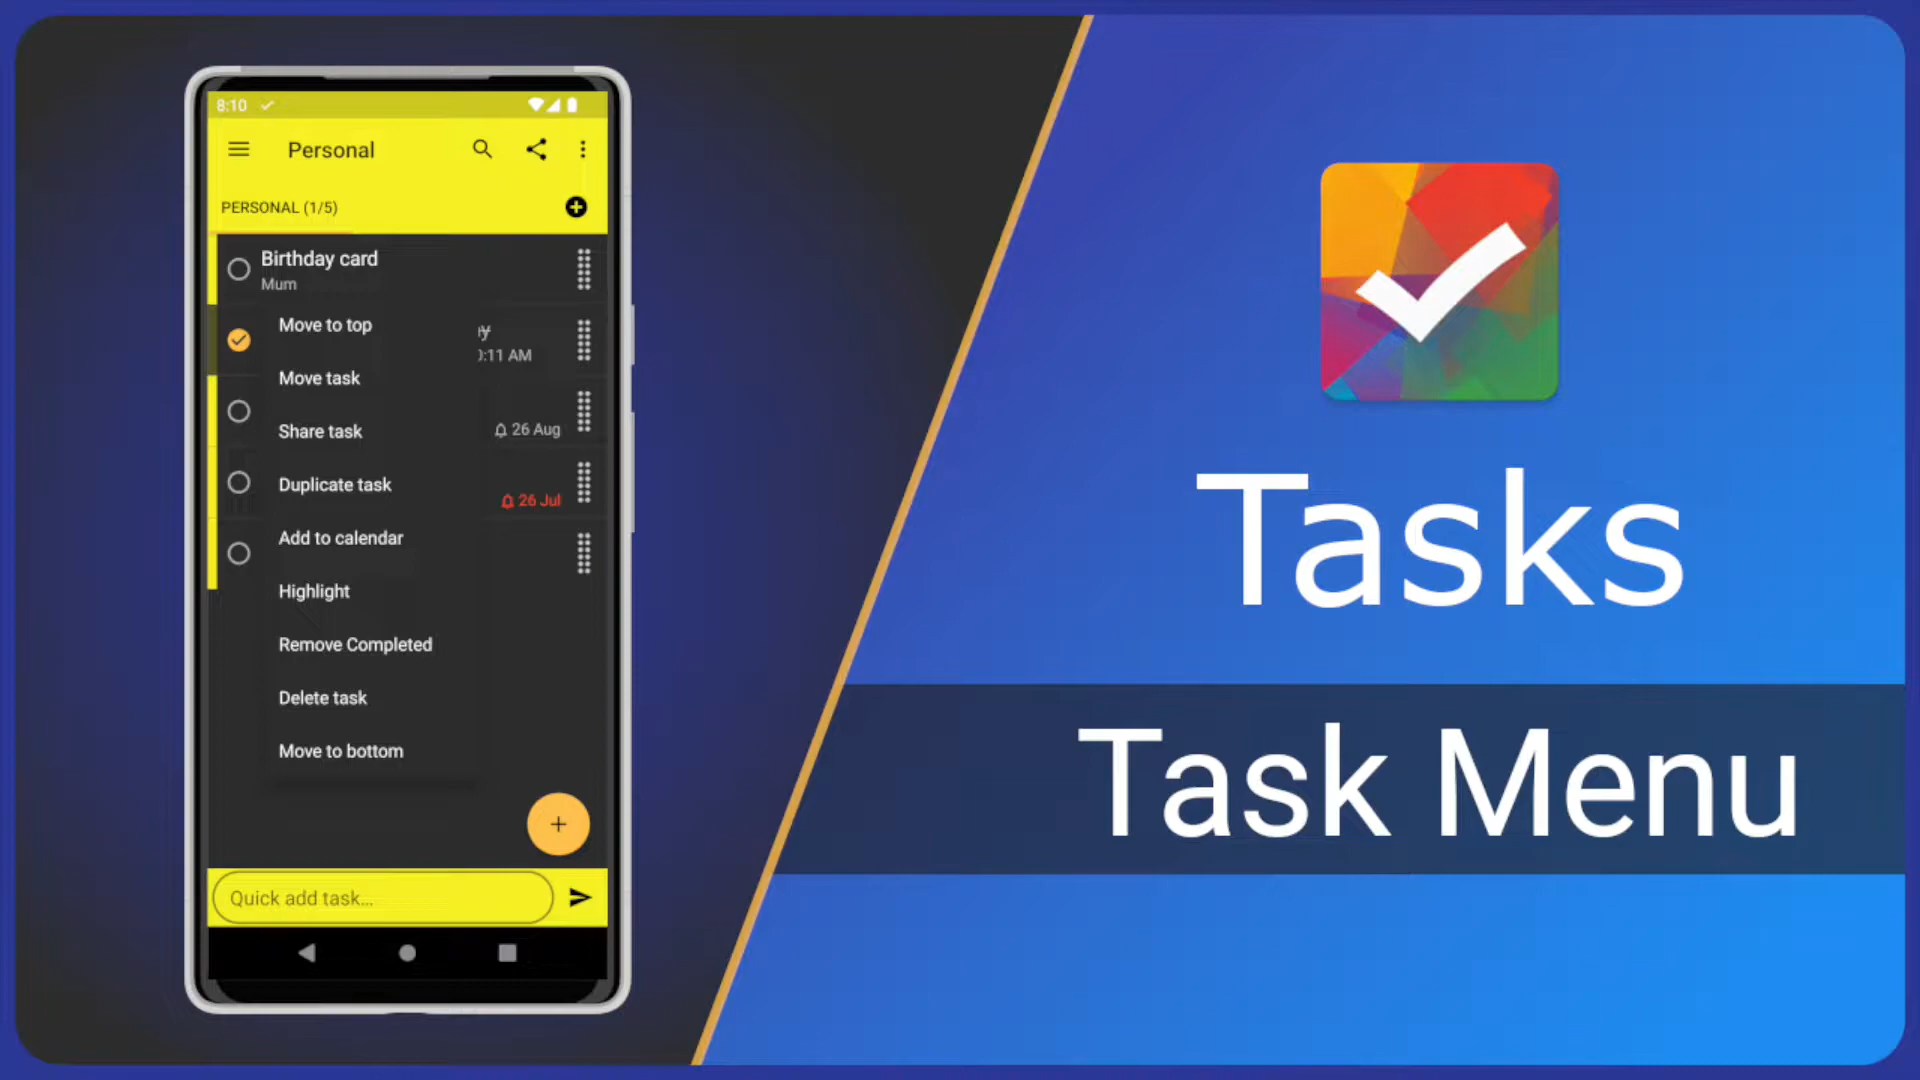 8:10
Personal
PERSONAL (1/5)
Birthday card
Mum
Move to top
:11 AM
Move task
Share task
26 Aug
Duplicate task
26 Jul
Add to calendar
Highlight
Remove Completed
Delete task
Move to bottom
Quick add task...
Tasks
Task Menu